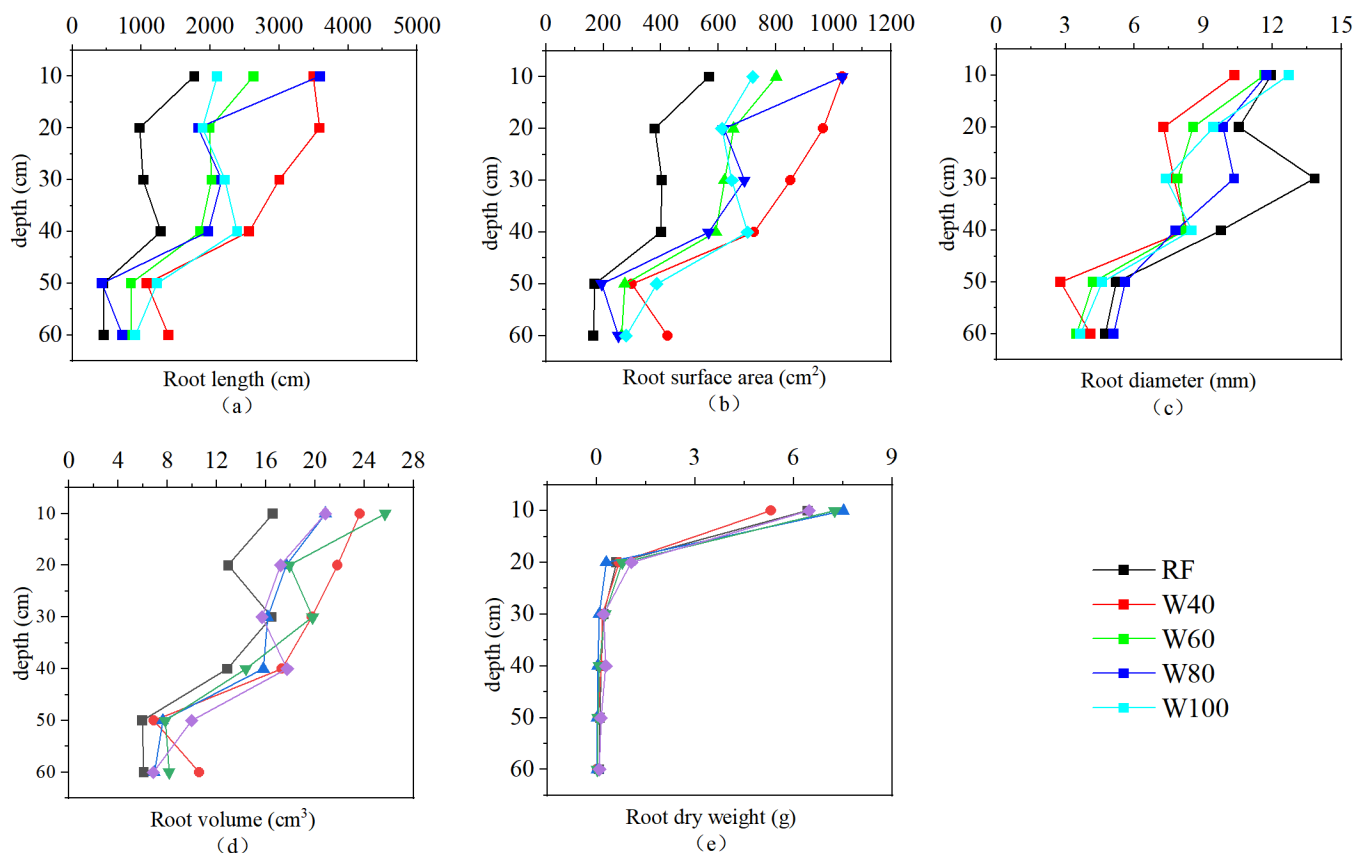 0 1000 2000 3000 4000 5000
10
20
30
40
50
60
depth (cm)
Root length (cm)
（a）
0 200 400 600 800 1000 1200
10
20
30
40
50
60
depth (cm)
Root surface area (cm²)
（b）
3 6 9 12 15
10
20
30
40
50
60
depth (cm)
Root diameter (mm)
（c）
0 4 8 12 16 20 24 28
10
20
30
40
50
60
depth (cm)
Root volume (cm³)
（d）
0 3 6 9
10
20
30
40
50
60
depth (cm)
Root dry weight (g)
（e）
RF
W40
W60
W80
W100